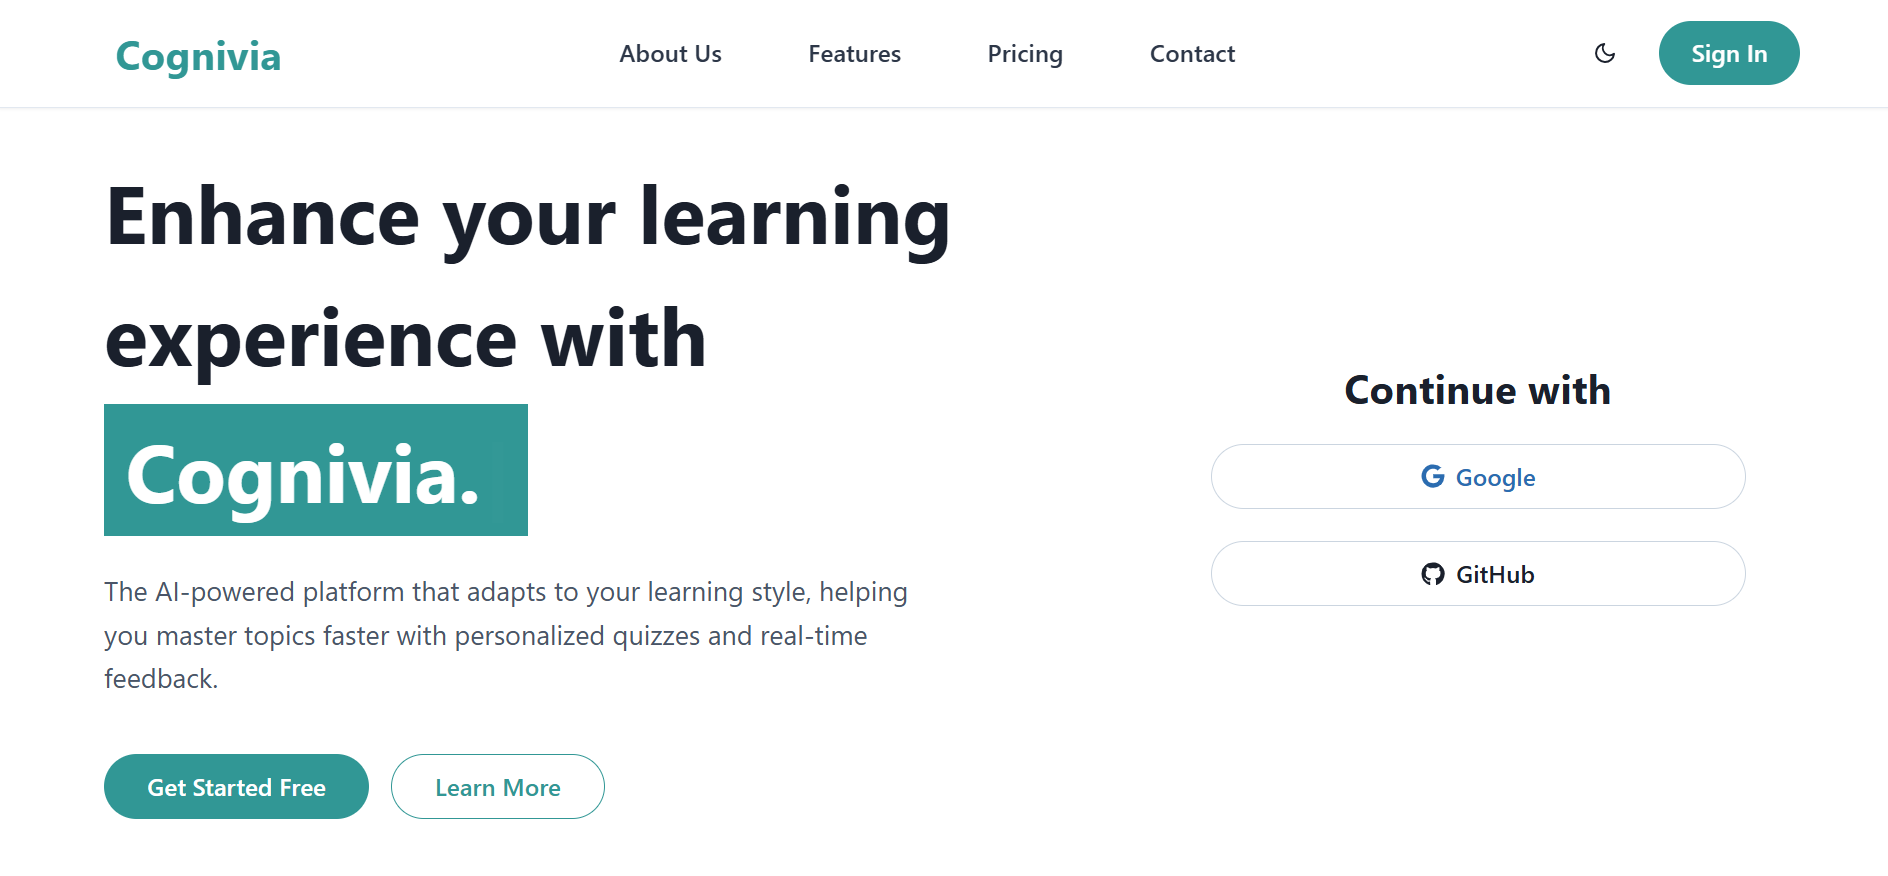 Cognivia
About Us
Features
Pricing
Contact
Sign In
Enhance your learning
experience with
Cognivia.
The AI-powered platform that adapts to your learning style, helping
you master topics faster with personalized quizzes and real-time
feedback.
Get Started Free
Learn More
Continue with
Google
GitHub